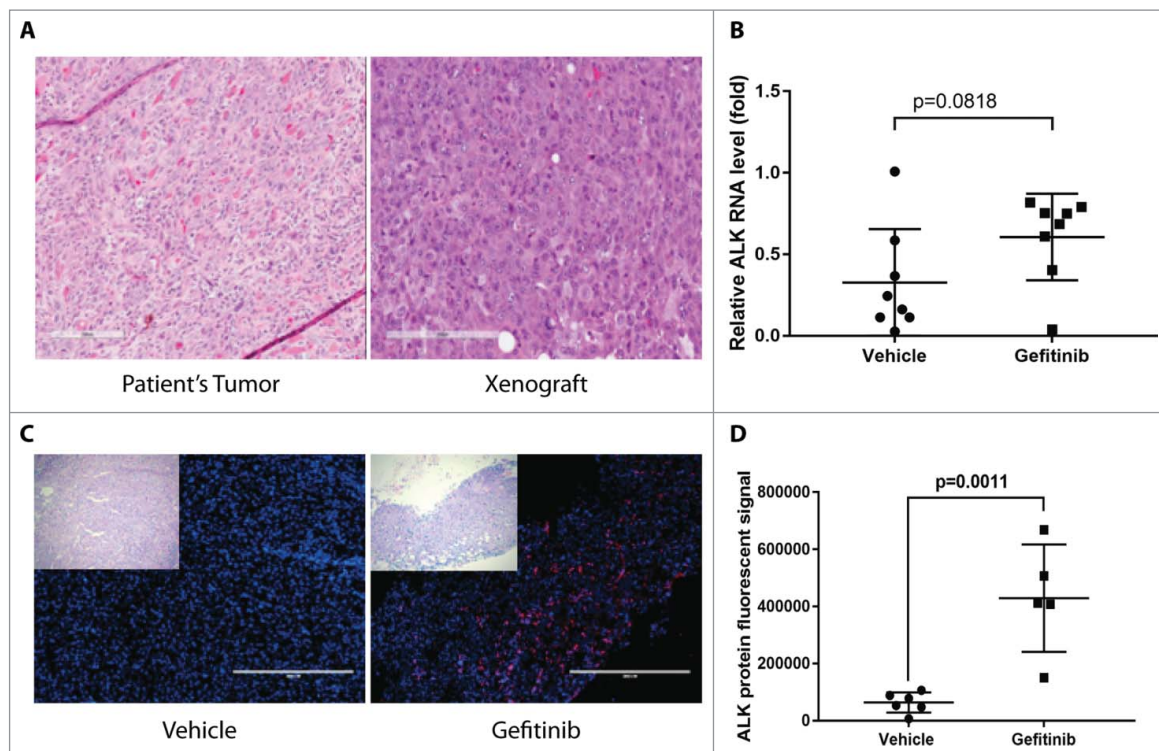 A
Patient's Tumor
Xenograft
B
Relative ALK RNA level (fold)
1.5
1.0
0.5
0.0
p=0.0818
Vehicle
Gefitinib
C
Vehicle
Gefitinib
D
ALK protein fluorescent signal
800000
600000
400000
200000
0
p=0.0011
Vehicle
Gefitinib